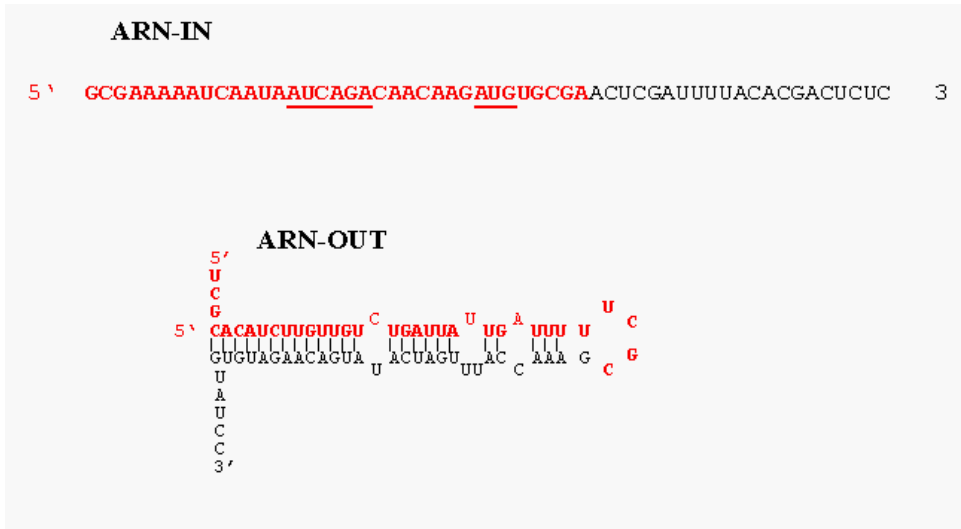 ARN-IN
5' GCGAAAAAUCAAUAAUCAGACAACAAGAUGUGCGAACUCGAUUUUACACGACUCUC 3
ARN-OUT
5'
U
C
G
5' CACAUCUUGUUGU C UGAUUA U UG A UUU U U C G C
GUGUAGAACAGUA U ACUAGU UU AC C AAA G
U
A
U
C
C
3'